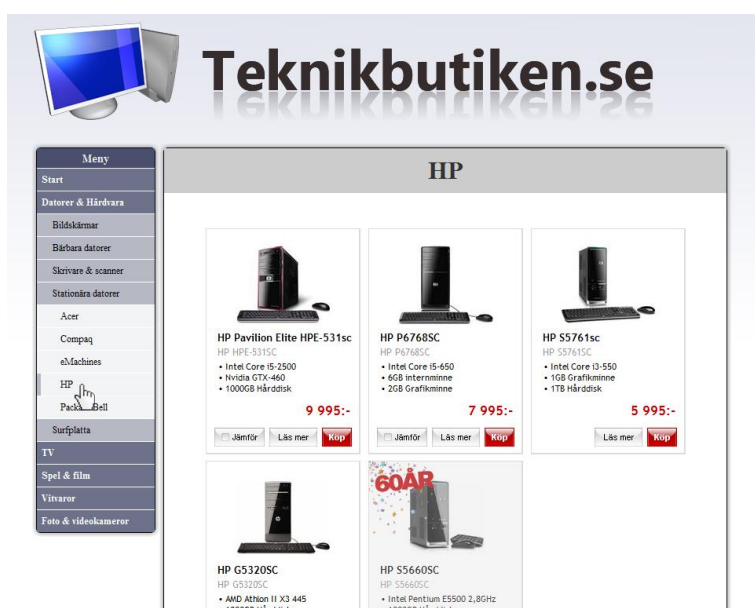 Teknikbutiken.se
Meny
Start
Datorer & Hårdvara
Bildskärmar
Bärbara datorer
Skrivare & scanner
Stationära datorer
Acer
Compaq
eMachines
HP
Bell
Surfplatta
TV
Spel & film
Vitvaror
Foto & videokameror
HP
HP Pavilion Elite HPE-531sc
HP HPE-531SC
• Intel Core i5-2500
• Nvidia GTX-460
• 1000GB Hårddisk
9 995:-
Jämför Läs mer Köp
HP P6768SC
HP P6768SC
• Intel Core i5-650
• 6GB internminne
• 2GB Grafikminne
7 995:-
Jämför Läs mer Köp
HP S5761sc
HP S5761SC
• Intel Core i3-550
• 1GB Grafikminne
• 1TB Hårddisk
5 995:-
Läs mer Köp
HP G5320SC
HP G5320SC
• AMD Athlon II X3 445
60ÅR
HP S5660SC
HP S5660SC
• Intel Pentium E5500 2,8GHz